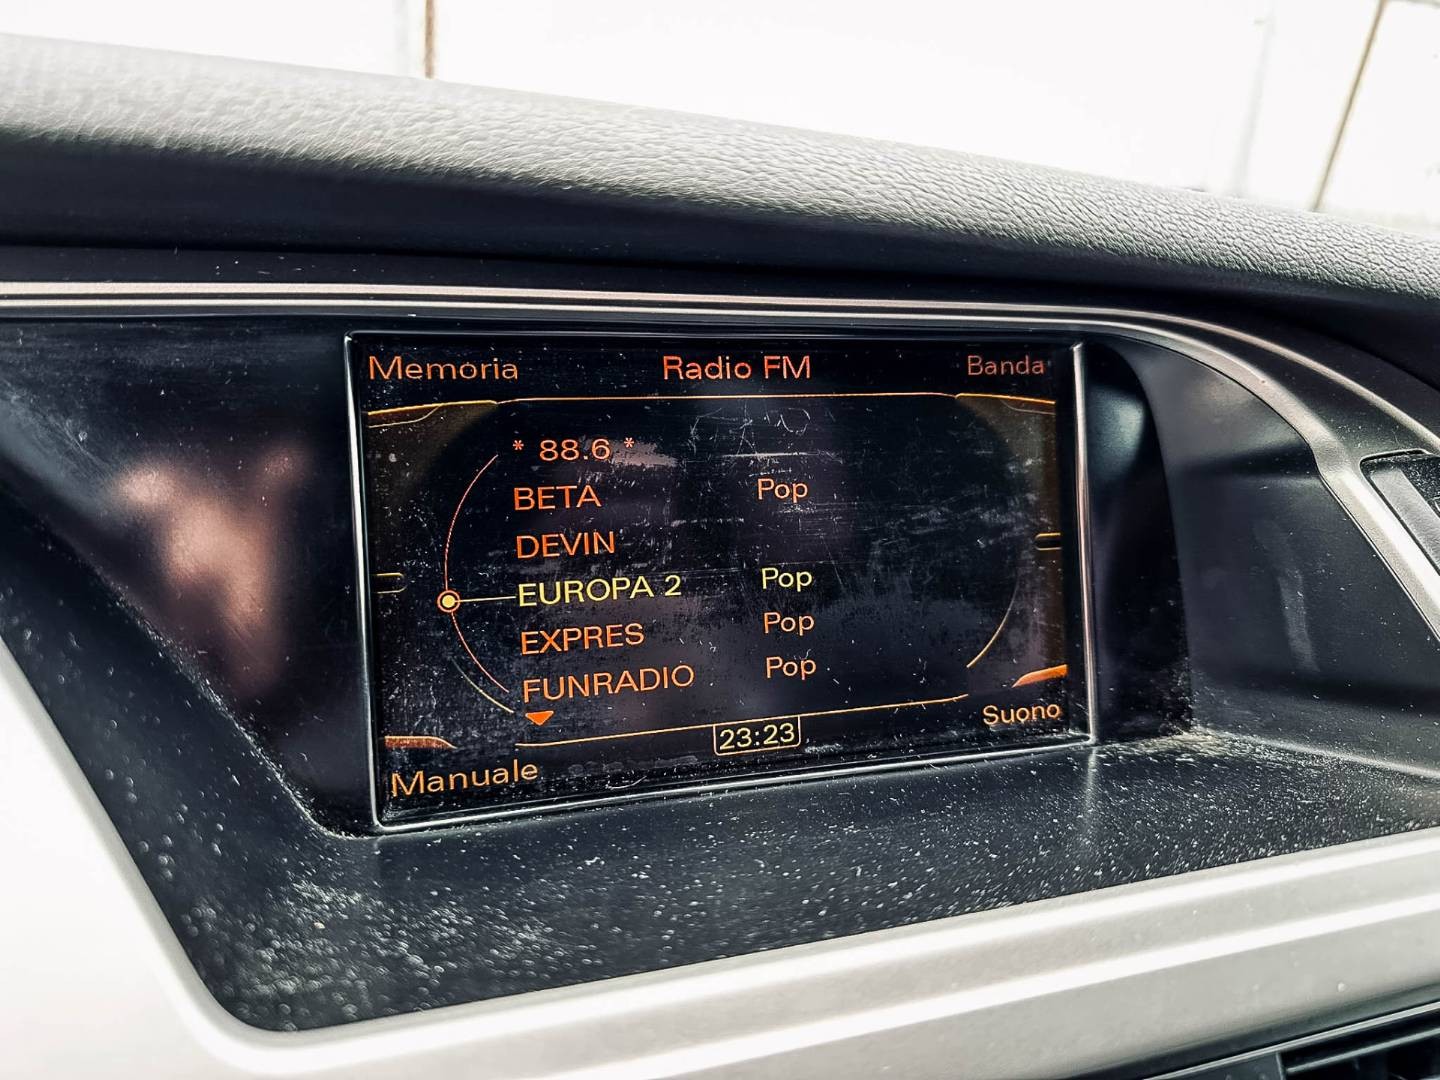 Memoria Radio FM Banda
* 88.6 *
BETA Pop
DEVIN
EUROPA 2 Pop
EXPRES Pop
FUNRADIO Pop
23:23 Suono
Manuale